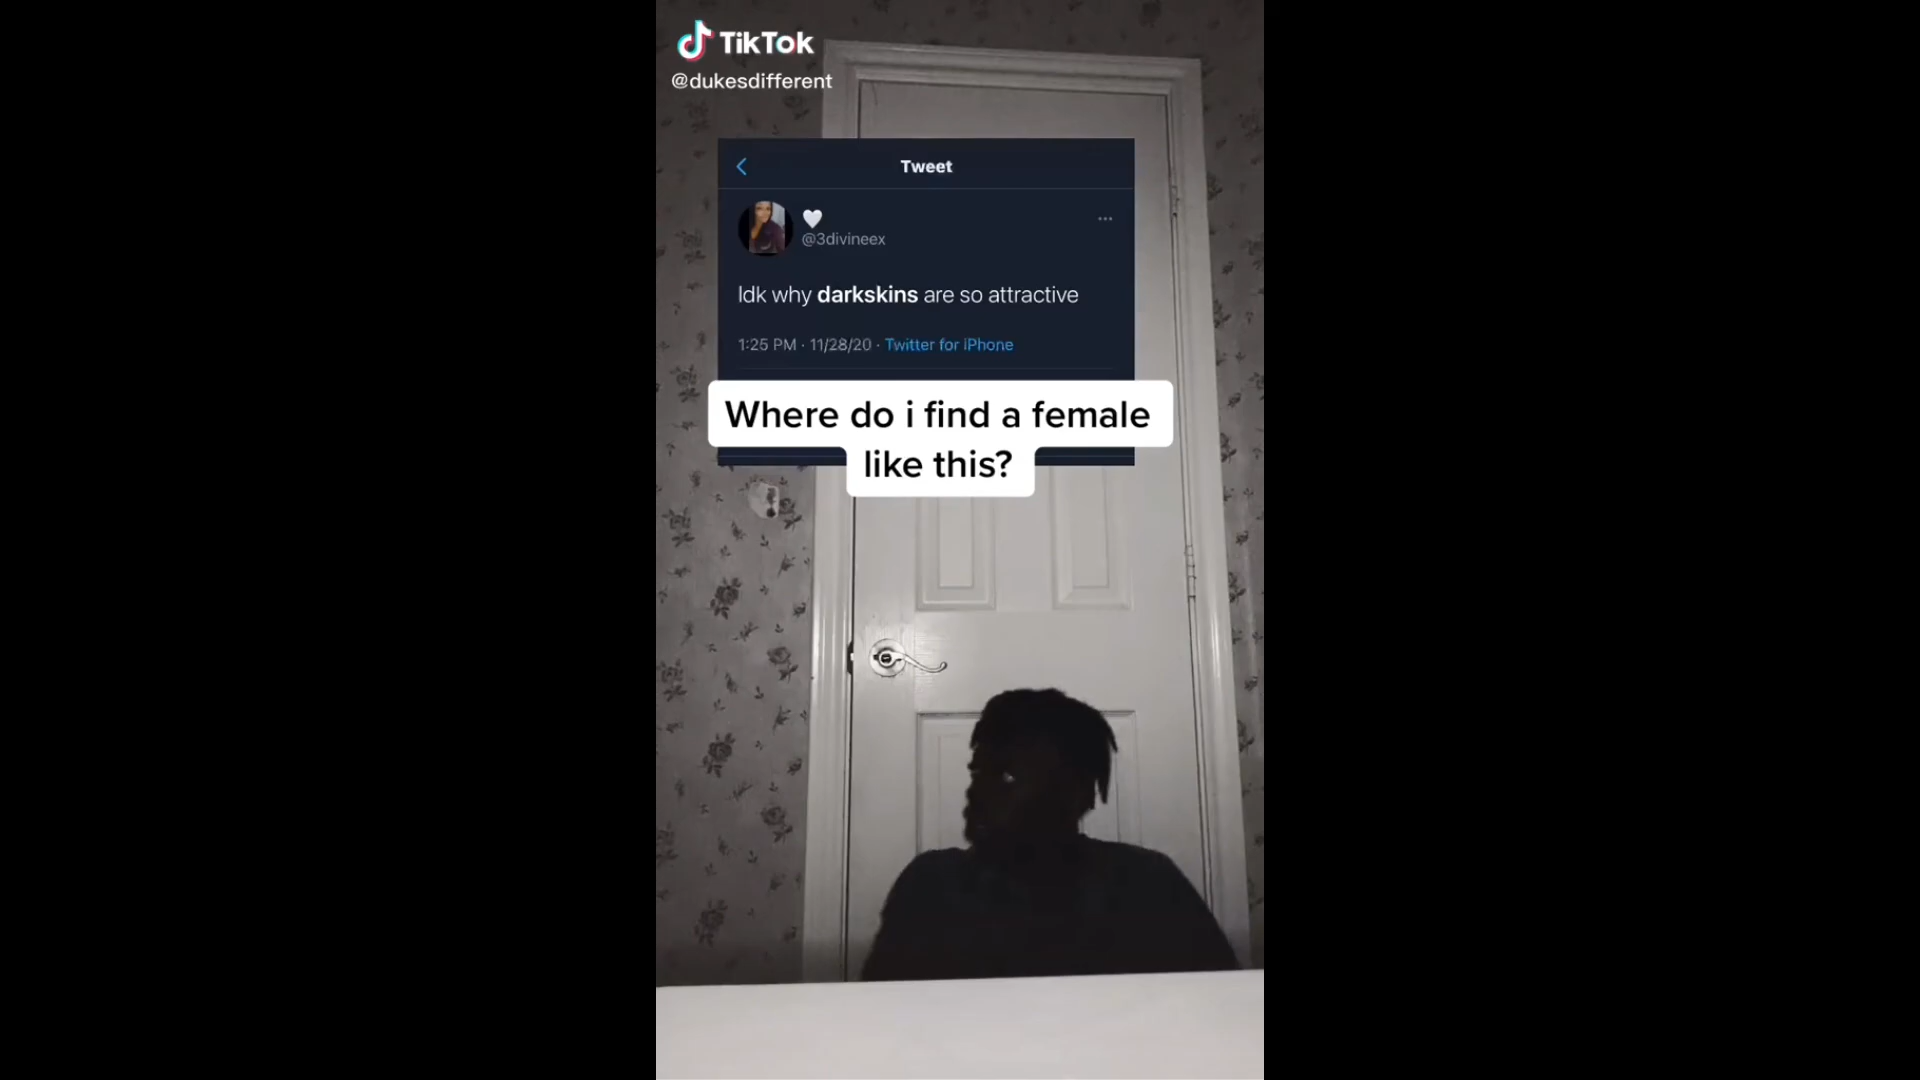 TikTok
@dukesdifferent
Tweet
🤍
@3divineex
Idk why darkskins are so attractive
1:25 PM · 11/28/20 · Twitter for iPhone
Where do i find a female
like this?